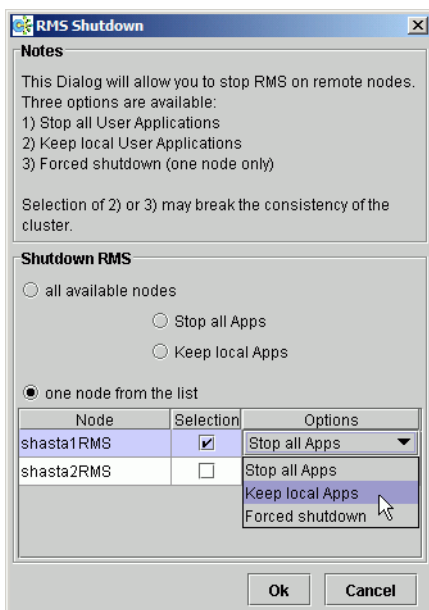 RMS Shutdown
Notes
This Dialog will allow you to stop RMS on remote nodes.
Three options are available:
1) Stop all User Applications
2) Keep local User Applications
3) Forced shutdown (one node only)
Selection of 2) or 3) may break the consistency of the
cluster.
Shutdown RMS
all available nodes
Stop all Apps
Keep local Apps
one node from the list
Node Selection Options
shasta1RMS Stop all Apps
shasta2RMS Stop all Apps
Keep local Apps
Forced shutdown
Ok Cancel